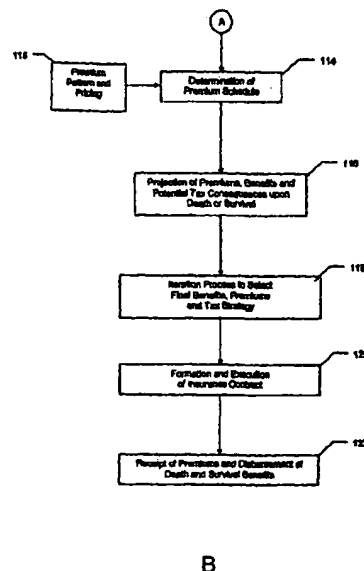 A
115
Premium
Pattern and
Pricing
114
Determination of
Premium Schedule
116
Projection of Premiums, Benefits and
Potential Tax Consequences upon
Death or Survival
118
Iteration Process to Select
Final Benefits, Premiums
and Tax Strategy
Formation and Execution
of Insurance Contract
Receipt of Premiums and Disbursement of
Death and Survival Benefits
B